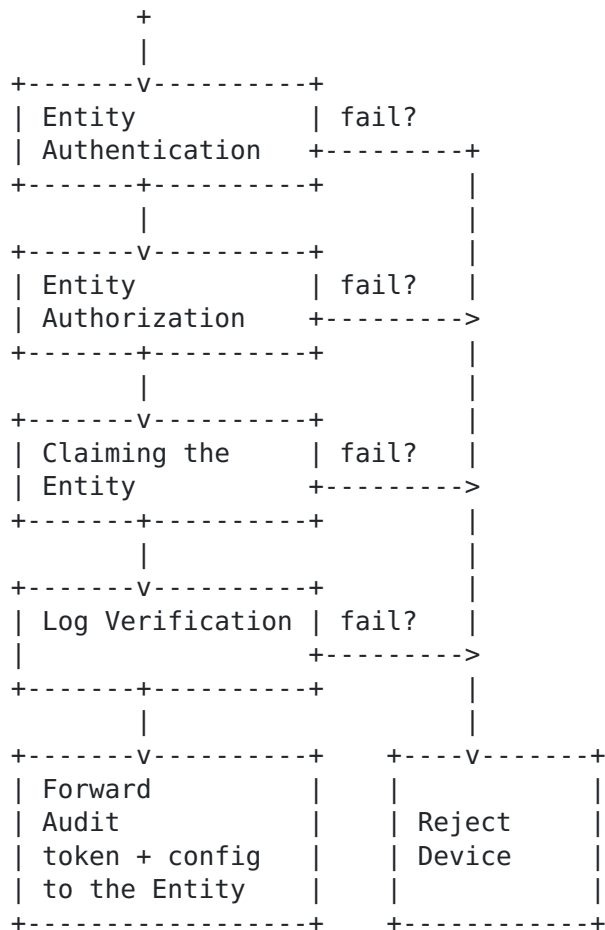 Entity fail?
Authentication
Entity fail?
Authorization
Claiming the fail?
Entity
Log Verification fail?
Forward
Audit Reject
token + config Device
to the Entity